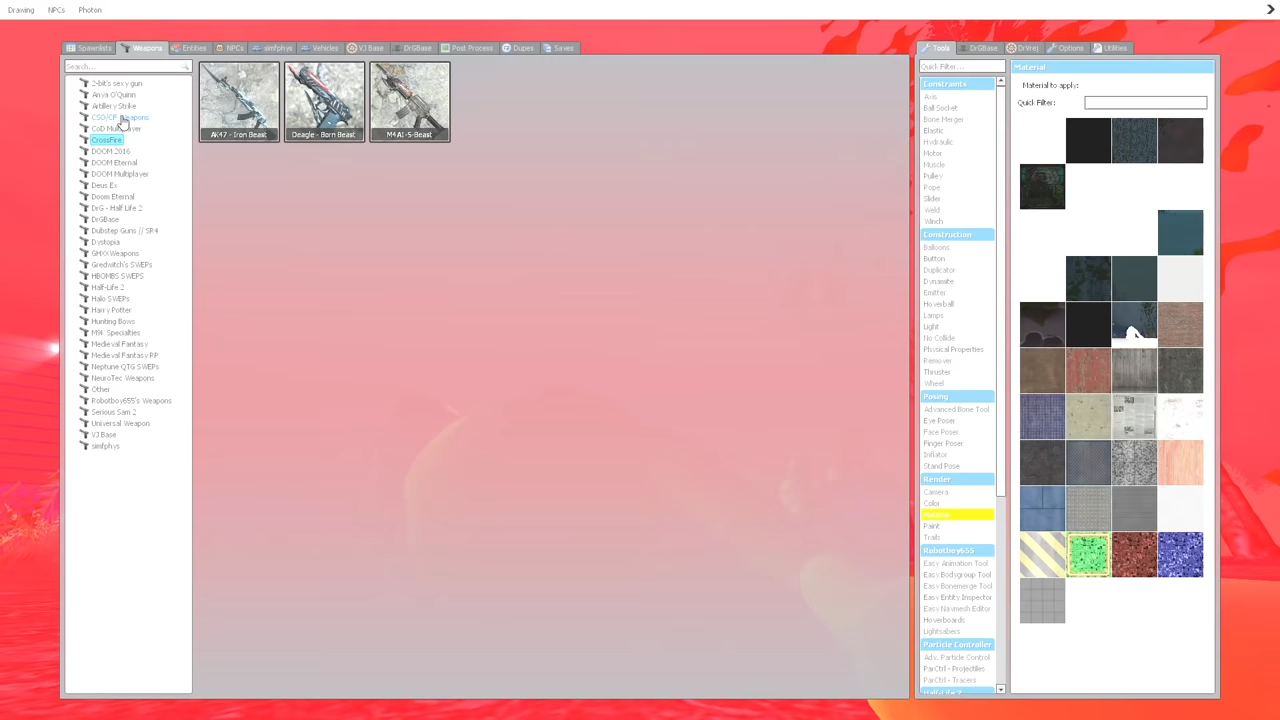 Drawing NPCs Photon
Spawnlists Weapons Entities NPCs simfphys Vehicles VJ Base DrGBase Post Process Dupes Saves
Search...
2-bit's sexy gun
Anya O'Quinn
Artillery Strike
CSO/CF Weapons
CoD Multiplayer
CrossFire
DOOM 2016
DOOM Eternal
DOOM Multiplayer
Deus Ex
Doom Eternal
DrG - Half Life 2
DrGBase
Dubstep Guns // SR4
Dystopia
GHXXWeapons
Gredwitch's SWEPs
HBOMBS SWEPS
Half-Life 2
Halo SWEPs
Harry Potter
Hunting Bows
M9K Specialties
Medieval Fantasy
Medieval Fantasy RP
Neptune QTG SWEPs
NeuroTec Weapons
Other
Robotboy655's Weapons
Serious Sam 2
Universal Weapon
VJ Base
simfphys
AK47 - Iron Beast
Deagle - Born Beast
M4A1-S-Beast
Tools DrGBase DrVrej Options Utilities
Quick Filter...
Constraints
Axis
Ball Socket
Bone Merger
Elastic
Hydraulic
Motor
Muscle
Pulley
Rope
Slider
Weld
Winch
Construction
Balloons
Button
Duplicator
Dynamite
Emitter
Hoverball
Lamps
Light
No Collide
Physical Properties
Remover
Thruster
Wheel
Posing
Advanced Bone Tool
Eye Poser
Face Poser
Finger Poser
Inflator
Stand Pose
Render
Camera
Color
Material
Paint
Trails
Robotboy655
Easy Animation Tool
Easy Bodygroup Tool
Easy Bonemerge Tool
Easy Entity Inspector
Easy Navmesh Editor
Hoverboards
Lightsabers
Particle Controller
Adv. Particle Control
ParCtrl - Projectiles
ParCtrl - Tracers
Half-Life 2
Material
Material to apply:
Quick Filter: